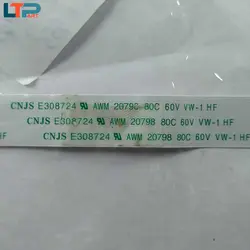 LTP
CNJS E308724 AWM 20798 80C 60V VW-1 HF
CNJS E308724 AWM 20798 80C 60V VW-1 HF
HF CNJS E308724 AWM 20798 80C 60V VW-1 HF